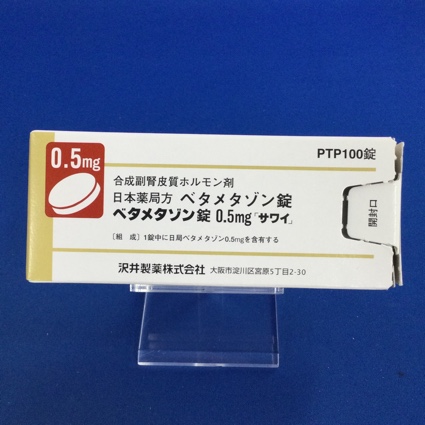 0.5mg
PTP100錠
合成副腎皮質ホルモン剤
日本薬局方 ベタメタゾン錠
ベタメタゾン錠 0.5mg「サワイ」
〔組 成〕1錠中に日局ベタメタゾン0.5mgを含有する
開封口
沢井製薬株式会社 大阪市淀川区宮原5丁目2-30